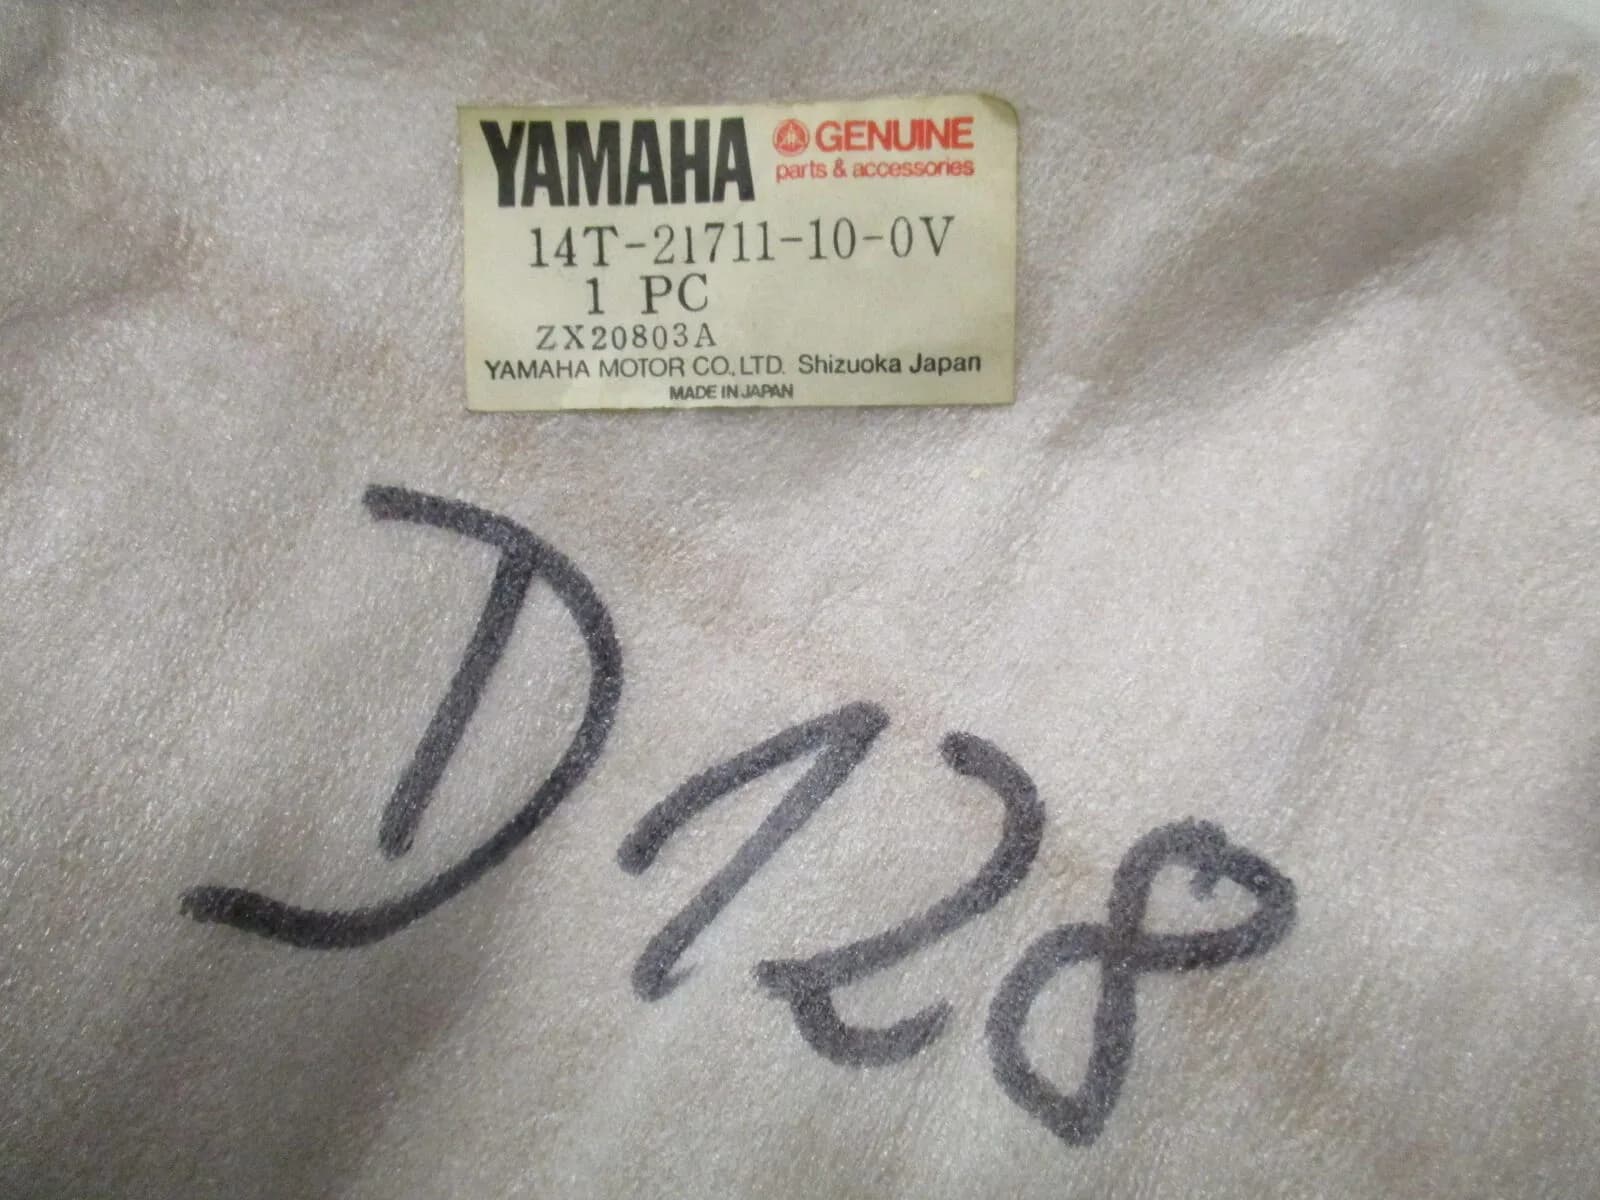 YAMAHA GENUINE
parts & accessories
14T-21711-10-0V
1 PC
ZX20803A
YAMAHA MOTOR CO., LTD. Shizuoka Japan
MADE IN JAPAN
D128